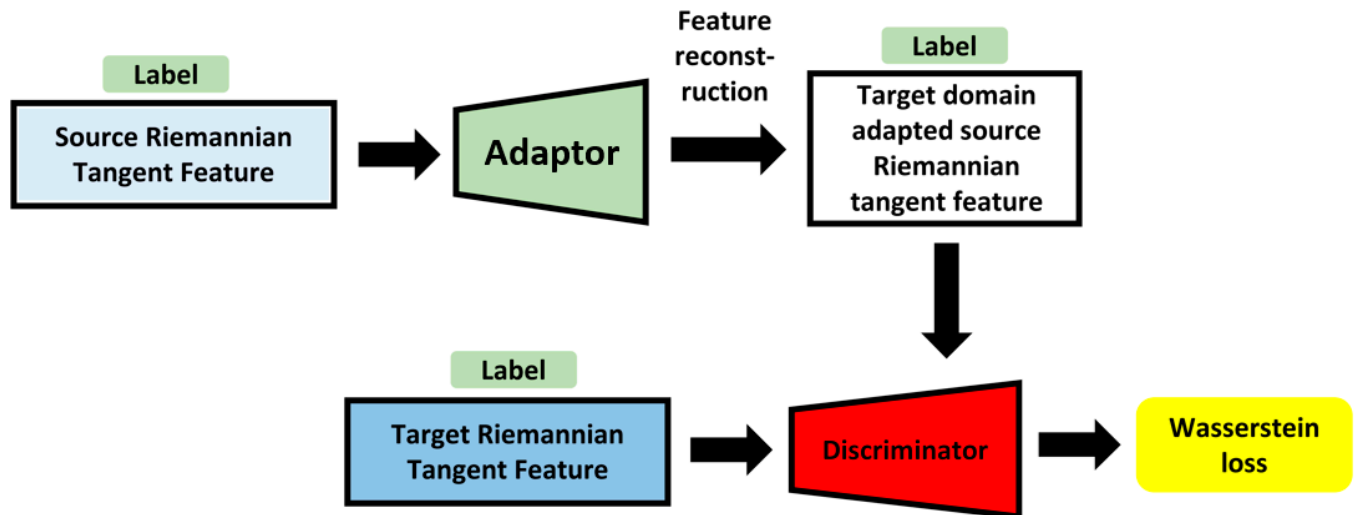 Label
Source Riemannian
Tangent Feature
Adaptor
Feature
reconst-
ruction
Label
Target domain
adapted source
Riemannian
tangent feature
Label
Target Riemannian
Tangent Feature
Discriminator
Wasserstein
loss